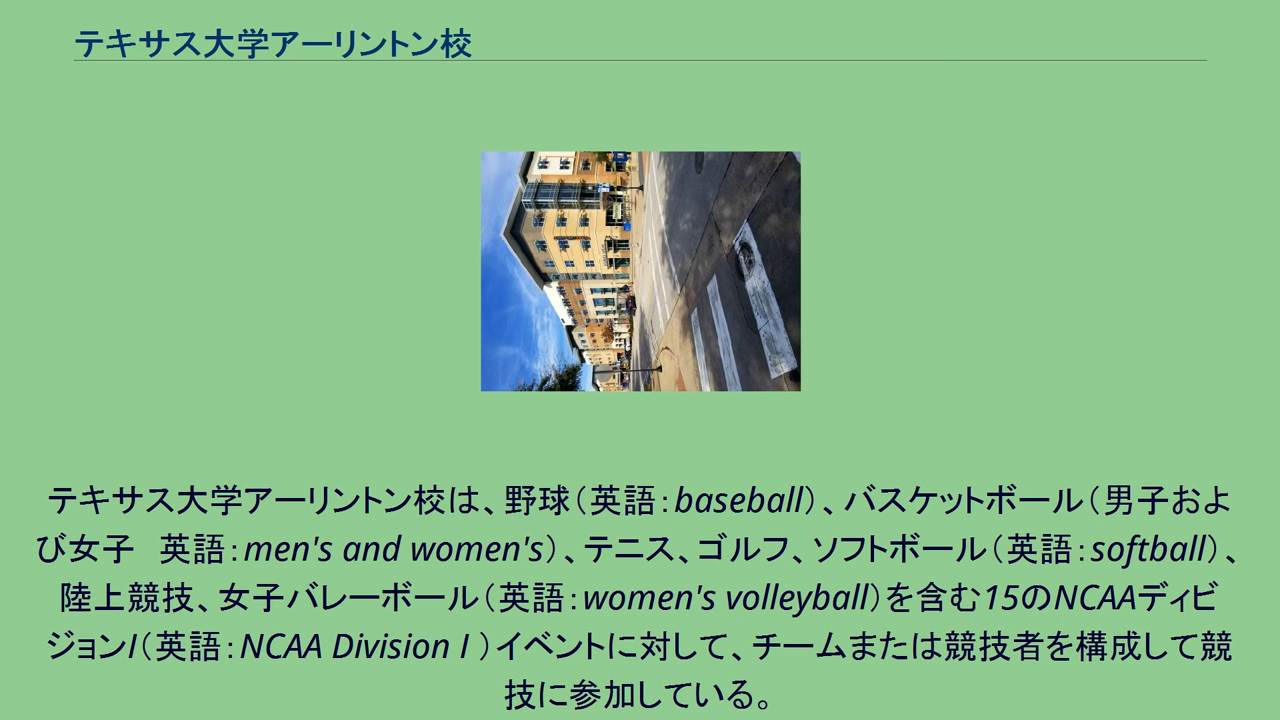 テキサス大学アーリントン校
テキサス大学アーリントン校は、野球（英語：baseball）、バスケットボール（男子およ
び女子　英語：men's and women's）、テニス、ゴルフ、ソフトボール（英語：softball）、
陸上競技、女子バレーボール（英語：women's volleyball）を含む15のNCAAディビ
ジョンI（英語：NCAA Division I ）イベントに対して、チームまたは競技者を構成して競
技に参加している。